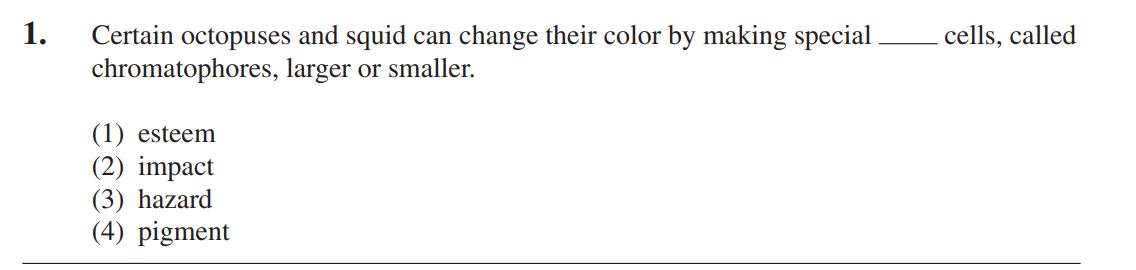 1. Certain octopuses and squid can change their color by making special _____ cells, called
chromatophores, larger or smaller.
(1) esteem
(2) impact
(3) hazard
(4) pigment